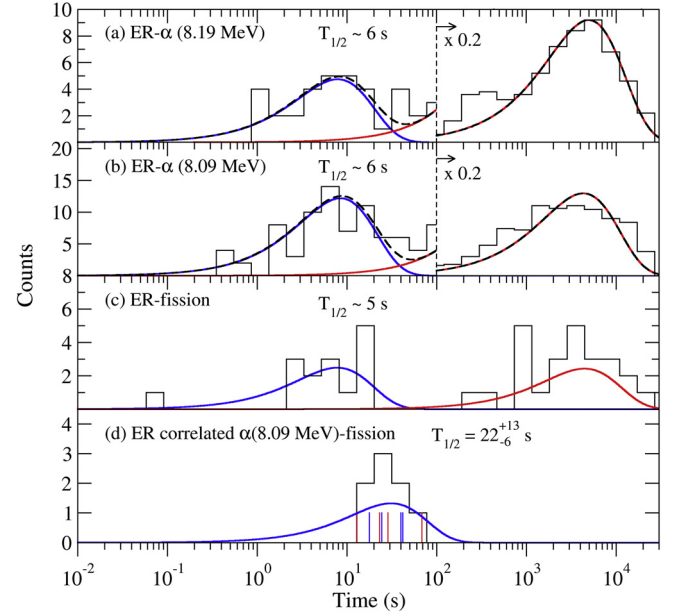 10
8
6
4
2
(a) ER-α (8.19 MeV)
T1/2 ~ 6 s
x 0.2
20
15
10
5
8
(b) ER-α (8.09 MeV)
T1/2 ~ 6 s
x 0.2
Counts
6
4
2
(c) ER-fission
T1/2 ~ 5 s
4
3
2
1
0
(d) ER correlated α(8.09 MeV)-fission
T1/2 = 22+13-6 s
10-2 10-1 100 101 102 103 104
Time (s)